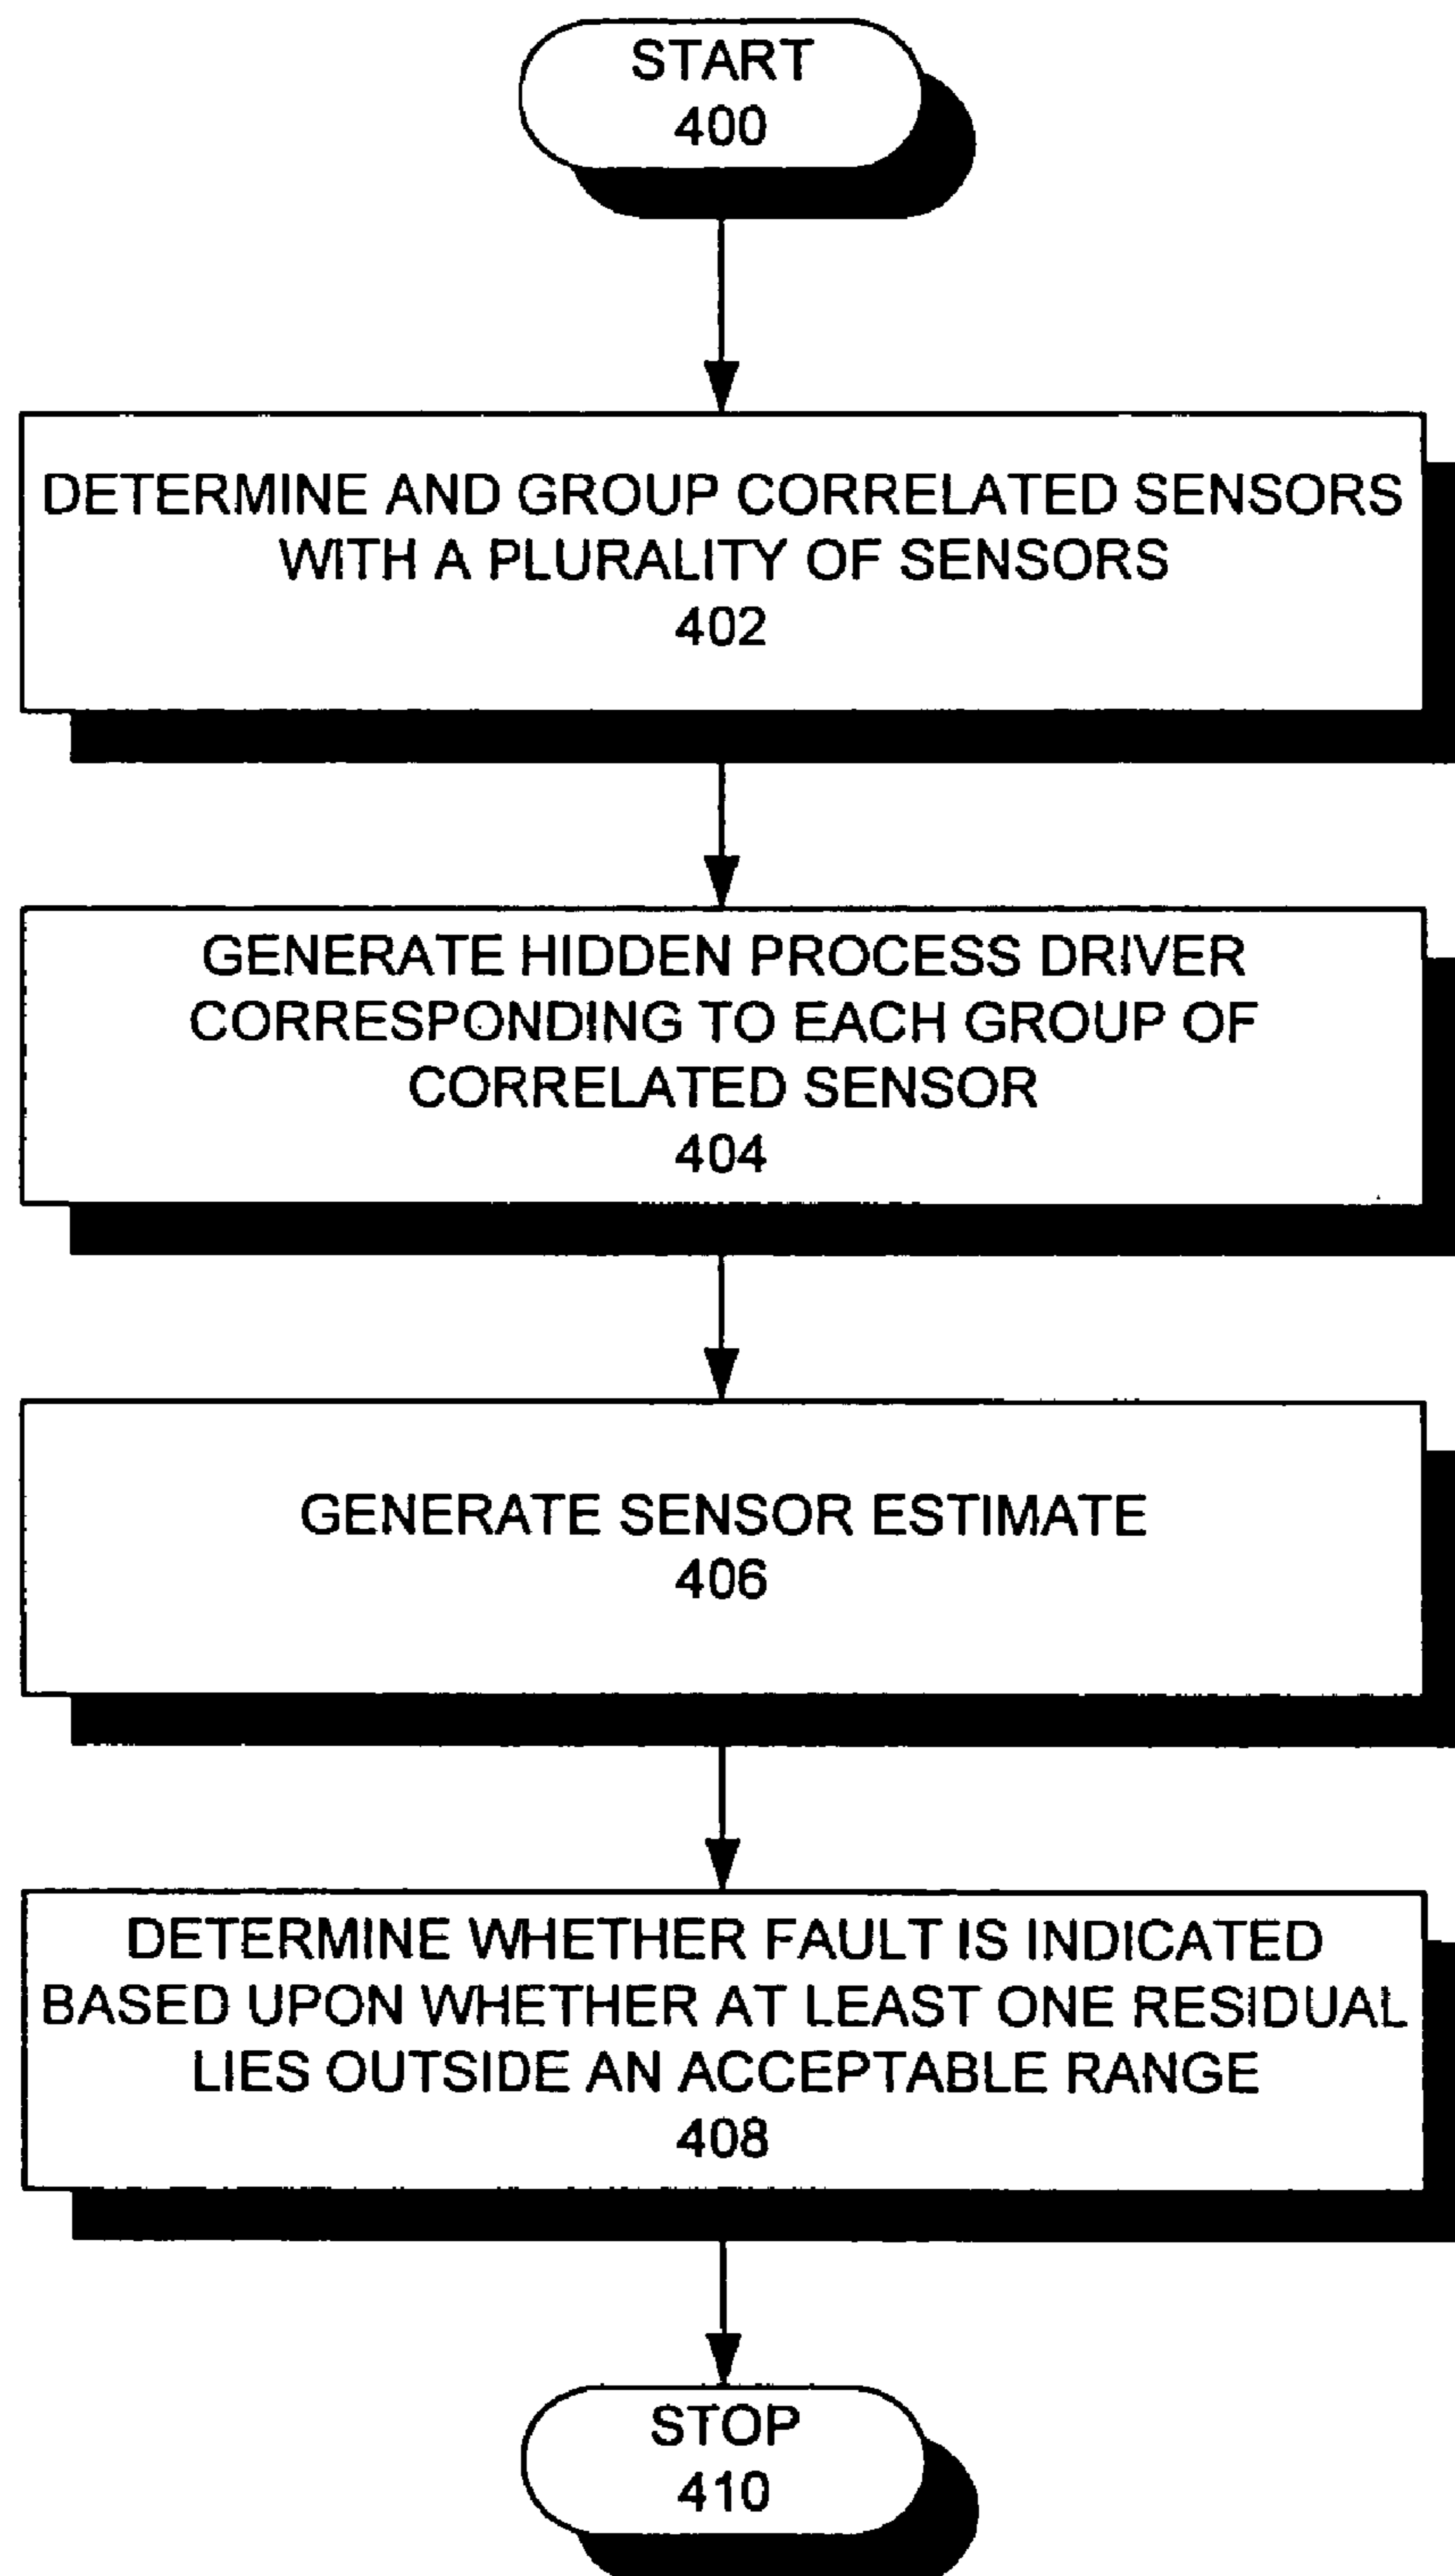 START
400
DETERMINE AND GROUP CORRELATED SENSORS
WITH A PLURALITY OF SENSORS
402
GENERATE HIDDEN PROCESS DRIVER
CORRESPONDING TO EACH GROUP OF
CORRELATED SENSOR
404
GENERATE SENSOR ESTIMATE
406
DETERMINE WHETHER FAULT IS INDICATED
BASED UPON WHETHER AT LEAST ONE RESIDUAL
LIES OUTSIDE AN ACCEPTABLE RANGE
408
STOP
410